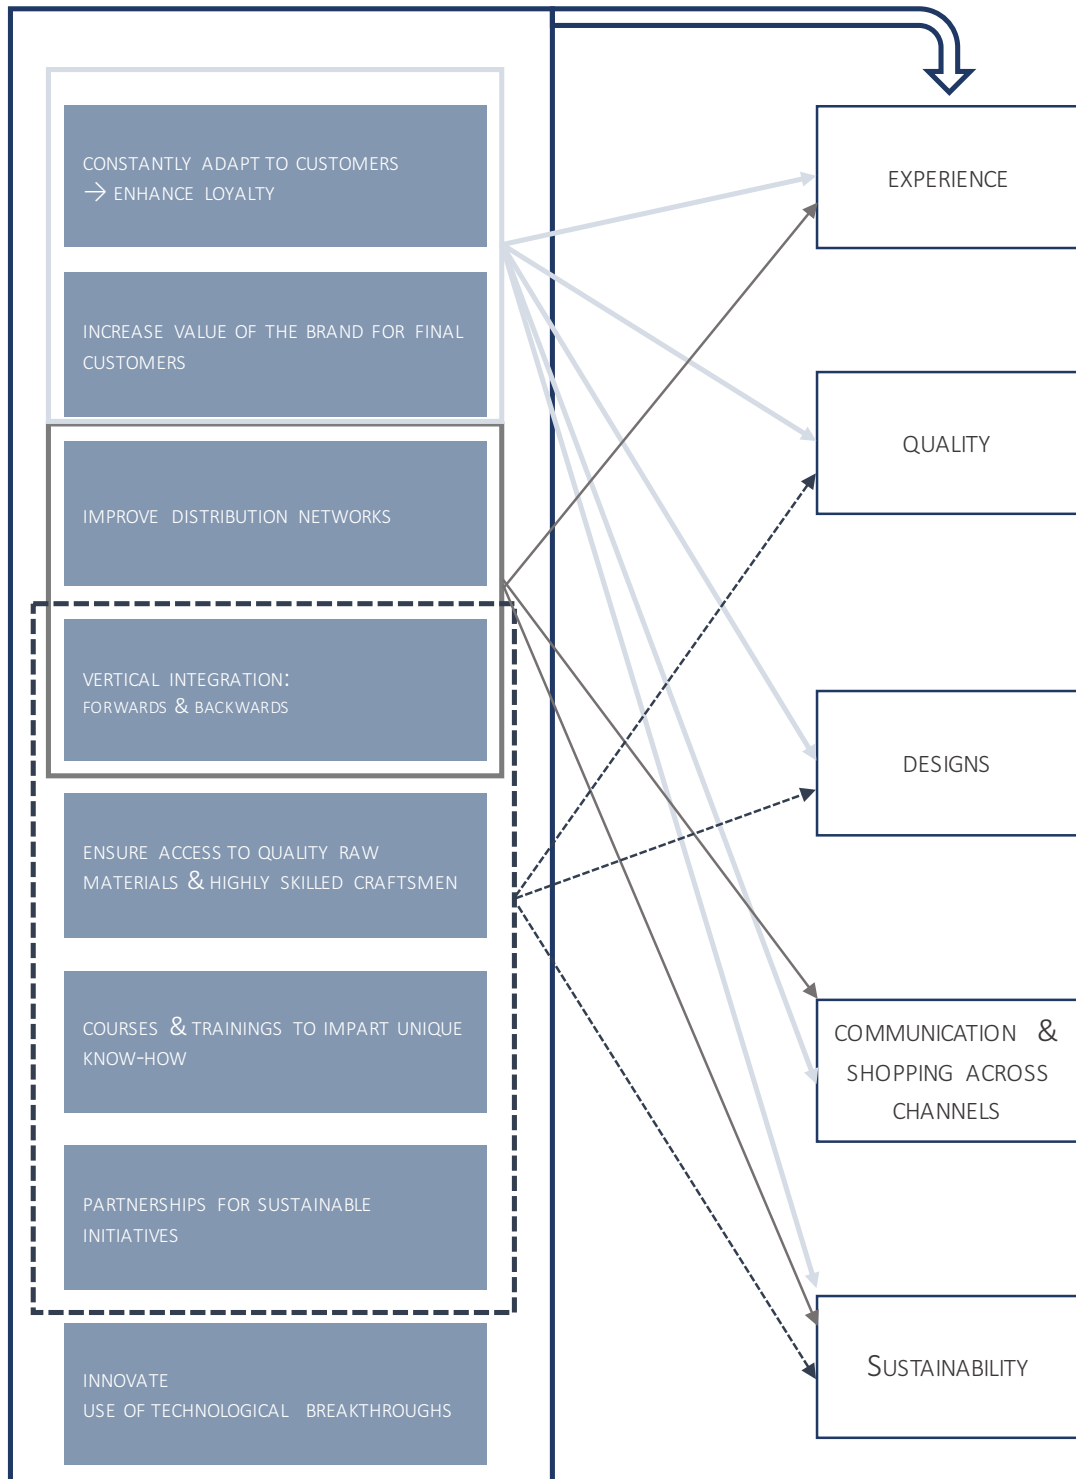 CONSTANTLY ADAPT TO CUSTOMERS
→ ENHANCE LOYALTY
INCREASE VALUE OF THE BRAND FOR FINAL
CUSTOMERS
IMPROVE DISTRIBUTION NETWORKS
VERTICAL INTEGRATION:
FORWARDS & BACKWARDS
ENSURE ACCESS TO QUALITY RAW
MATERIALS & HIGHLY SKILLED CRAFTSMEN
COURSES & TRAININGS TO IMPART UNIQUE
KNOW-HOW
PARTNERSHIPS FOR SUSTAINABLE
INITIATIVES
INNOVATE
USE OF TECHNOLOGICAL BREAKTHROUGHS
EXPERIENCE
QUALITY
DESIGNS
COMMUNICATION &
SHOPPING ACROSS
CHANNELS
SUSTAINABILITY